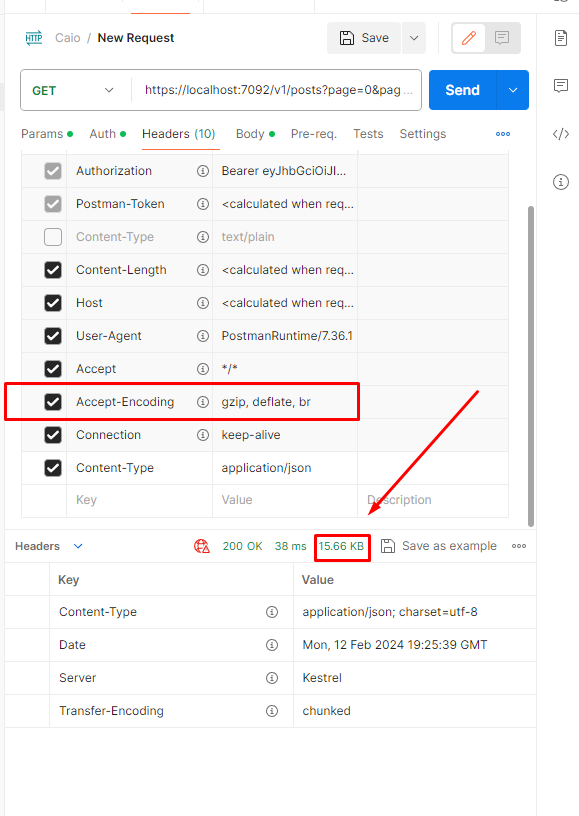 HTTP Caio / New Request Save
GET https://localhost:7092/v1/posts?page=0&pag ... Send
Params Auth Headers (10) Body Pre-req. Tests Settings
Authorization Bearer eyJhbGciOiJI...
Postman-Token <calculated when req...
Content-Type text/plain
Content-Length <calculated when req...
Host <calculated when req...
User-Agent PostmanRuntime/7.36.1
Accept */*
Accept-Encoding gzip, deflate, br
Connection keep-alive
Content-Type application/json
Key Value Description
Headers 200 OK 38 ms 15.66 KB Save as example
Key Value
Content-Type application/json; charset=utf-8
Date Mon, 12 Feb 2024 19:25:39 GMT
Server Kestrel
Transfer-Encoding chunked